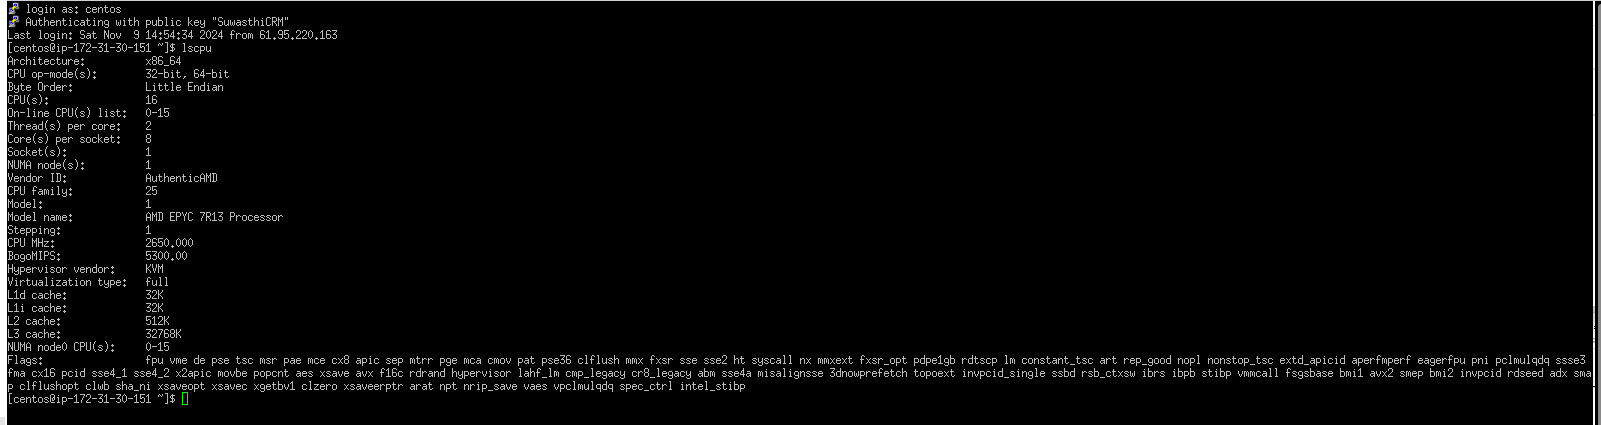 login as: centos
Authenticating with public key "SuwasthiCRM"
Last login: Sat Nov  9 14:54:34 2024 from 61.95.220.163
[centos@ip-172-31-30-151 ~]$ lscpu
Architecture:          x86_64
CPU op-mode(s):        32-bit, 64-bit
Byte Order:            Little Endian
CPU(s):                16
On-line CPU(s) list:   0-15
Thread(s) per core:    2
Core(s) per socket:    8
Socket(s):             1
NUMA node(s):          1
Vendor ID:             AuthenticAMD
CPU family:            25
Model:                 1
Model name:            AMD EPYC 7R13 Processor
Stepping:              1
CPU MHz:               2650.000
BogoMIPS:              5300.00
Hypervisor vendor:     KVM
Virtualization type:   full
L1d cache:             32K
L1i cache:             32K
L2 cache:              512K
L3 cache:              32768K
NUMA node0 CPU(s):     0-15
Flags:                 fpu vme de pse tsc msr pae mce cx8 apic sep mtrr pge mca cmov pat pse36 clflush mmx fxsr sse sse2 ht syscall nx mmxext fxsr_opt pdpe1gb rdtscp lm constant_tsc art rep_good nopl nonstop_tsc extd_apicid aperfmperf eagerfpu pni pclmulqdq ssse3
fma cx16 pcid sse4_1 sse4_2 x2apic movbe popcnt aes xsave avx f16c rdrand hypervisor lahf_lm cmp_legacy cr8_legacy abm sse4a misalignsse 3dnowprefetch topoext invpcid_single ssbd rsb_ctxsw ibrs ibpb stibp vmmcall fsgsbase bmi1 avx2 smep bmi2 invpcid rdseed adx sma
p clflushopt clwb sha_ni xsaveopt xsavec xgetbv1 clzero xsaveerptr arat npt nrip_save vaes vpclmulqdq spec_ctrl intel_stibp
[centos@ip-172-31-30-151 ~]$